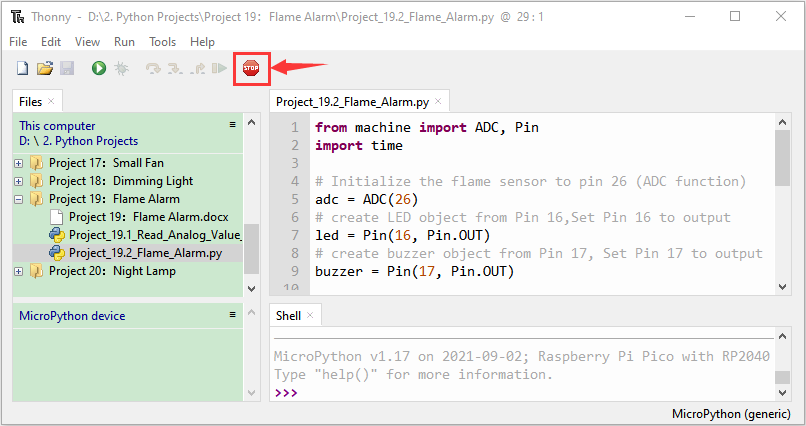 Thonny - D:\2. Python Projects\Project 19: Flame Alarm\Project_19.2_Flame_Alarm.py @ 29 : 1
File Edit View Run Tools Help
STOP
Files ×
This computer ≡
D: \ 2. Python Projects
Project 17: Small Fan
Project 18: Dimming Light
Project 19: Flame Alarm
Project 19: Flame Alarm.docx
Project_19.1_Read_Analog_Value_
Project_19.2_Flame_Alarm.py
Project 20: Night Lamp
MicroPython device ≡
Project_19.2_Flame_Alarm.py ×
1 from machine import ADC, Pin
2 import time
3
4 # Initialize the flame sensor to pin 26 (ADC function)
5 adc = ADC(26)
6 # create LED object from Pin 16,Set Pin 16 to output
7 led = Pin(16, Pin.OUT)
8 # create buzzer object from Pin 17, Set Pin 17 to output
9 buzzer = Pin(17, Pin.OUT)
10
Shell ×
MicroPython v1.17 on 2021-09-02; Raspberry Pi Pico with RP2040
Type "help()" for more information.
>>>
MicroPython (generic)